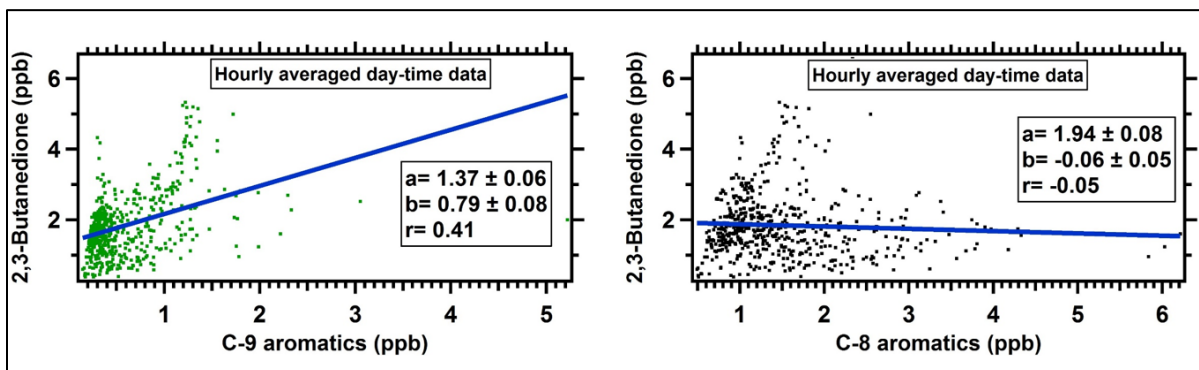 2,3-Butanedione (ppb)
6
4
2
Hourly averaged day-time data
a= 1.37 ± 0.06
b= 0.79 ± 0.08
r= 0.41
1 2 3 4 5
C-9 aromatics (ppb)
2,3-Butanedione (ppb)
6
4
2
Hourly averaged day-time data
a= 1.94 ± 0.08
b= -0.06 ± 0.05
r= -0.05
1 2 3 4 5 6
C-8 aromatics (ppb)